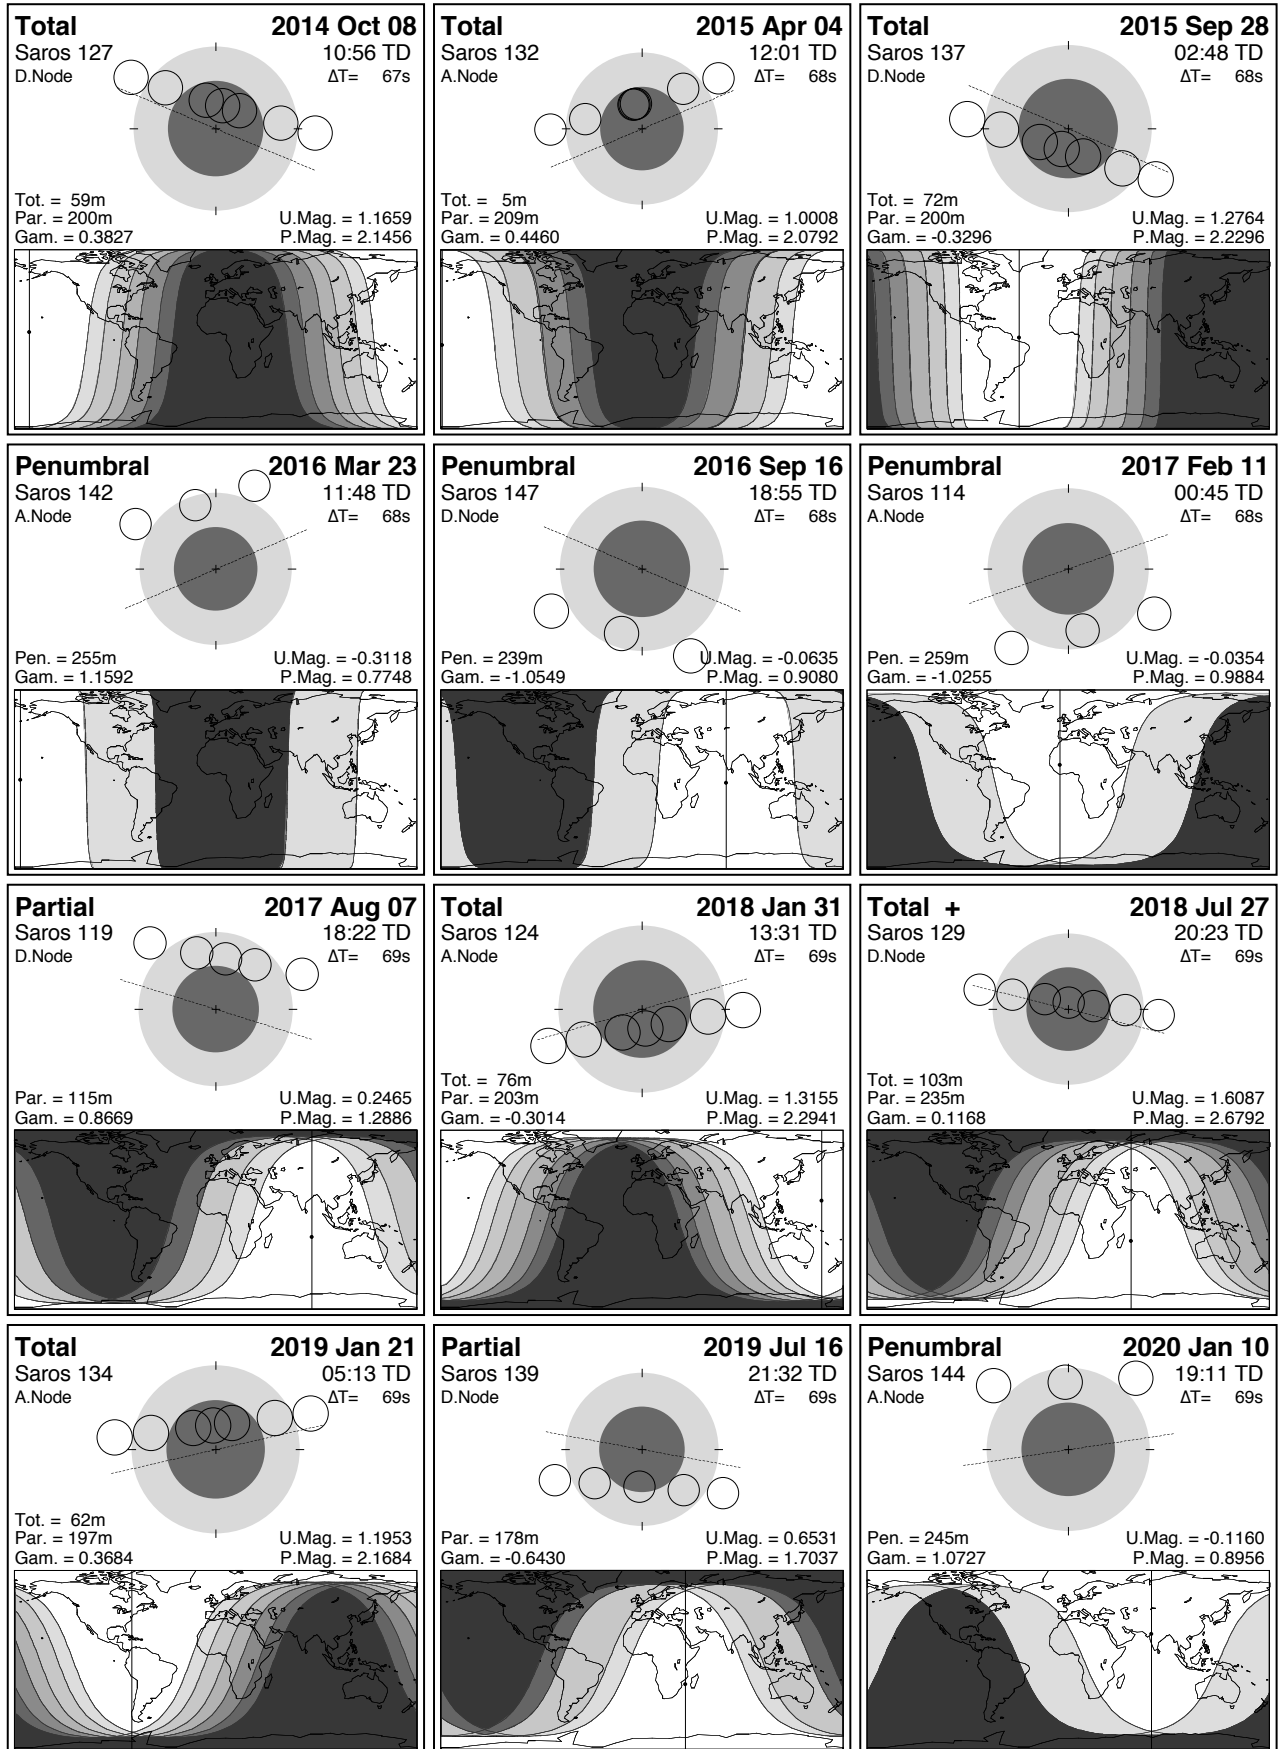 Total 2014 Oct 08
Saros 127 10:56 TD
D.Node ΔT= 67s
Tot. = 59m
Par. = 200m U.Mag. = 1.1659
Gam. = 0.3827 P.Mag. = 2.1456
Total 2015 Apr 04
Saros 132 12:01 TD
A.Node ΔT= 68s
Tot. = 5m
Par. = 209m U.Mag. = 1.0008
Gam. = 0.4460 P.Mag. = 2.0792
Total 2015 Sep 28
Saros 137 02:48 TD
D.Node ΔT= 68s
Tot. = 72m
Par. = 200m U.Mag. = 1.2764
Gam. = -0.3296 P.Mag. = 2.2296
Penumbral 2016 Mar 23
Saros 142 11:48 TD
A.Node ΔT= 68s
Pen. = 255m U.Mag. = -0.3118
Gam. = 1.1592 P.Mag. = 0.7748
Penumbral 2016 Sep 16
Saros 147 18:55 TD
D.Node ΔT= 68s
Pen. = 239m U.Mag. = -0.0635
Gam. = -1.0549 P.Mag. = 0.9080
Penumbral 2017 Feb 11
Saros 114 00:45 TD
A.Node ΔT= 68s
Pen. = 259m U.Mag. = -0.0354
Gam. = -1.0255 P.Mag. = 0.9884
Partial 2017 Aug 07
Saros 119 18:22 TD
D.Node ΔT= 69s
Par. = 115m U.Mag. = 0.2465
Gam. = 0.8669 P.Mag. = 1.2886
Total 2018 Jan 31
Saros 124 13:31 TD
A.Node ΔT= 69s
Tot. = 76m
Par. = 203m U.Mag. = 1.3155
Gam. = -0.3014 P.Mag. = 2.2941
Total + 2018 Jul 27
Saros 129 20:23 TD
D.Node ΔT= 69s
Tot. = 103m
Par. = 235m U.Mag. = 1.6087
Gam. = 0.1168 P.Mag. = 2.6792
Total 2019 Jan 21
Saros 134 05:13 TD
A.Node ΔT= 69s
Tot. = 62m
Par. = 197m U.Mag. = 1.1953
Gam. = 0.3684 P.Mag. = 2.1684
Partial 2019 Jul 16
Saros 139 21:32 TD
D.Node ΔT= 69s
Par. = 178m U.Mag. = 0.6531
Gam. = -0.6430 P.Mag. = 1.7037
Penumbral 2020 Jan 10
Saros 144 19:11 TD
A.Node ΔT= 69s
Pen. = 245m U.Mag. = -0.1160
Gam. = 1.0727 P.Mag. = 0.8956